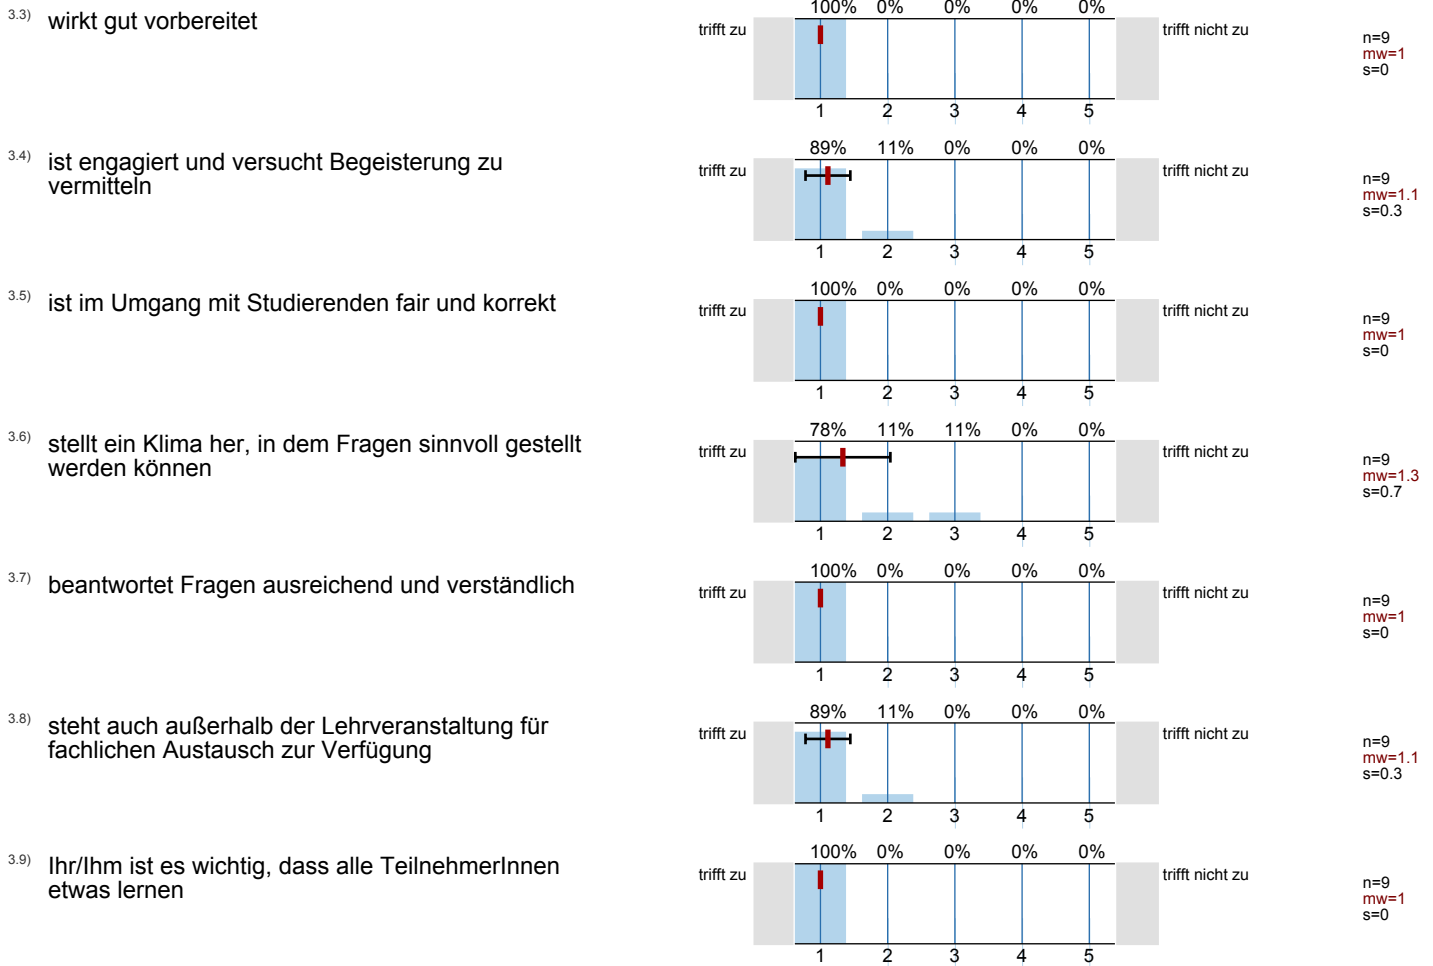 3.3) wirkt gut vorbereitet
100% 0% 0% 0% 0%
trifft zu trifft nicht zu
n=9
mw=1
s=0
1 2 3 4 5
3.4) ist engagiert und versucht Begeisterung zu
vermitteln
89% 11% 0% 0% 0%
trifft zu trifft nicht zu
n=9
mw=1.1
s=0.3
1 2 3 4 5
3.5) ist im Umgang mit Studierenden fair und korrekt
100% 0% 0% 0% 0%
trifft zu trifft nicht zu
n=9
mw=1
s=0
1 2 3 4 5
3.6) stellt ein Klima her, in dem Fragen sinnvoll gestellt
werden können
78% 11% 11% 0% 0%
trifft zu trifft nicht zu
n=9
mw=1.3
s=0.7
1 2 3 4 5
3.7) beantwortet Fragen ausreichend und verständlich
100% 0% 0% 0% 0%
trifft zu trifft nicht zu
n=9
mw=1
s=0
1 2 3 4 5
3.8) steht auch außerhalb der Lehrveranstaltung für
fachlichen Austausch zur Verfügung
89% 11% 0% 0% 0%
trifft zu trifft nicht zu
n=9
mw=1.1
s=0.3
1 2 3 4 5
3.9) Ihr/Ihm ist es wichtig, dass alle TeilnehmerInnen
etwas lernen
100% 0% 0% 0% 0%
trifft zu trifft nicht zu
n=9
mw=1
s=0
1 2 3 4 5